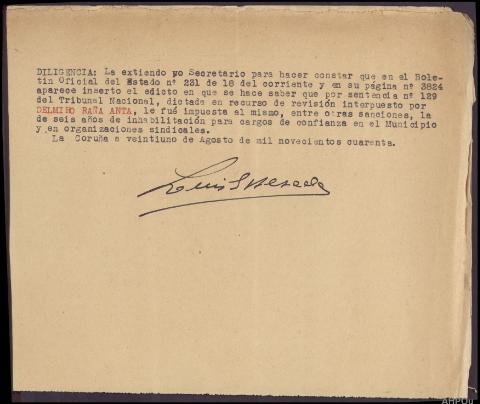 DILIGENCIA: La extiendo yo Secretario para hacer constar que en el Bole-
tin Oficial del Estado nº 231 de 18 del corriente y en su página nº 3824
aparece inserto el edicto en que se hace saber que por sentencia nº 129
del Tribunal Nacional, dictada en recurso de revisión interpuesto por
DELMIRO RAÑA ANTA, le fué impuesta al mismo, entre otras sanciones, la
de seis años de inhabilitación para cargos de confianza en el Municipio
y en organizaciones sindicales.
La Coruña a veintiuno de Agosto de mil novecientos cuarenta.
Luis
AHPOU